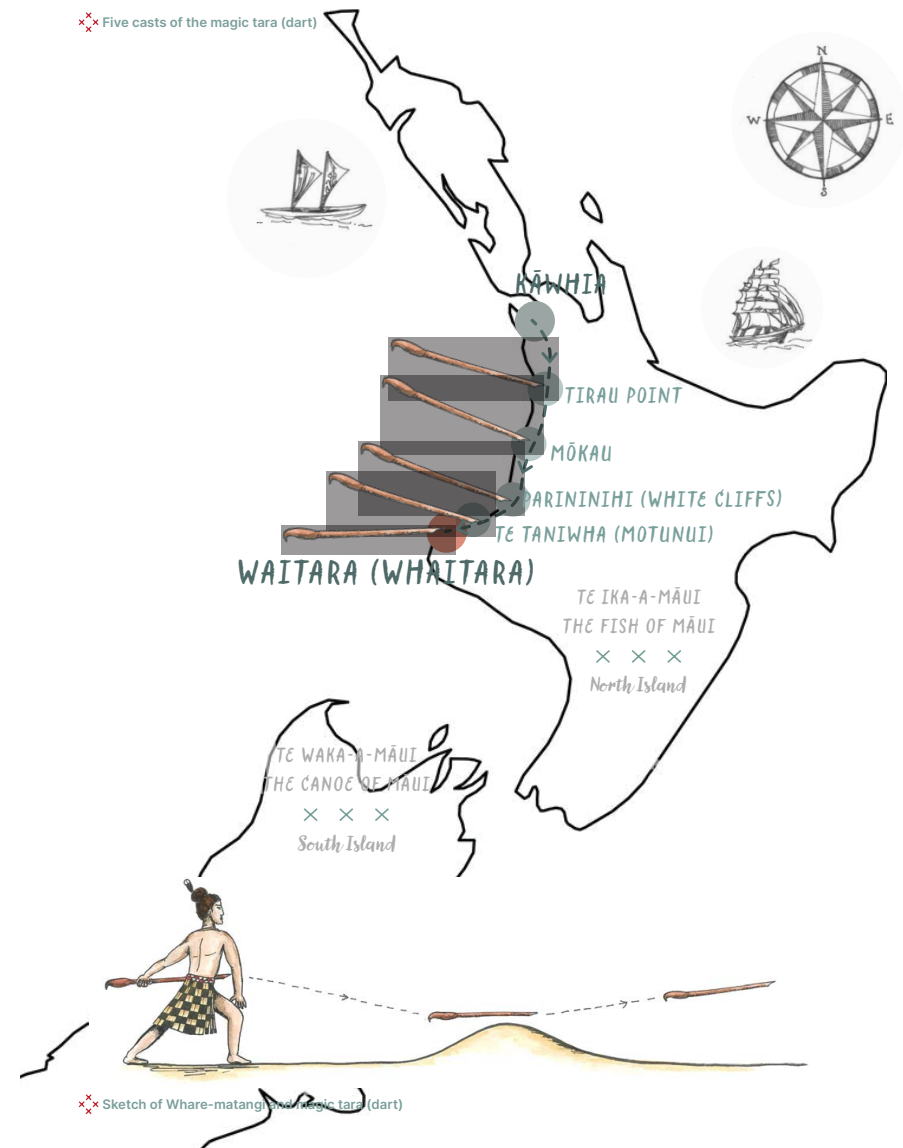 Five casts of the magic tara (dart)
N
W
E
S
KĀWHIA
TIRAU POINT
MŌKAU
PARININIHI (WHITE CLIFFS)
TE TANIWHA (MOTUNUI)
WAITARA (WHAITARA)
TE IKA-A-MĀUI
THE FISH OF MĀUI
North Island
TE WAKA-A-MĀUI
THE CANOE OF MĀUI
South Island
Sketch of Whare-matangi and magic tara (dart)